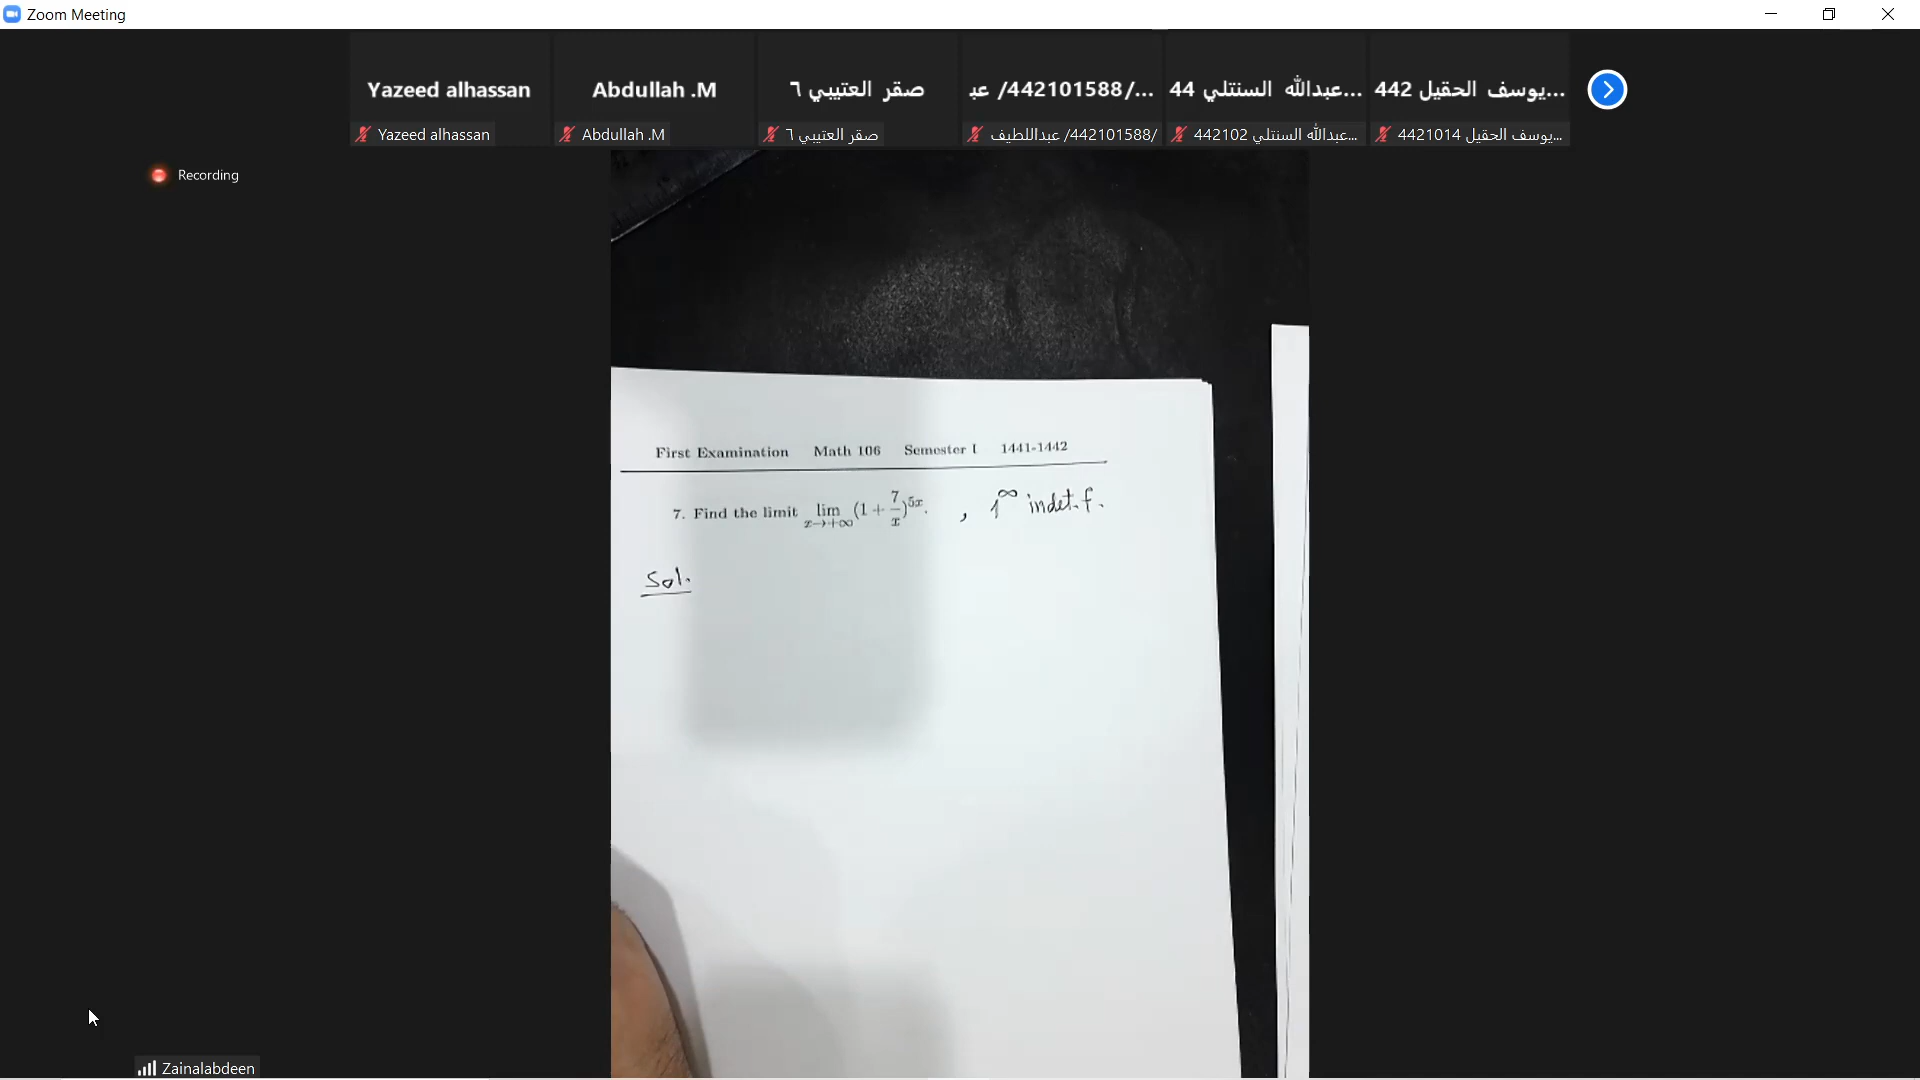 Zoom Meeting
Yazeed alhassan
Abdullah .M
صقر العتيبي ٦
عب /442101588/...
عبدالله السنتلي 44...
يوسف الحقيل 442...
Yazeed alhassan
Abdullah .M
صقر العتيبي ٦
عبداللطيف /442101588/
عبدالله السنتلي 442102...
يوسف الحقيل 4421014...
Recording
First Examination Math 106 Semester I 1441-1442
7. Find the limit lim x→+∞ (1 + 7/x)^5x. , 1^∞ indet. f.
Sol.
Zainalabdeen